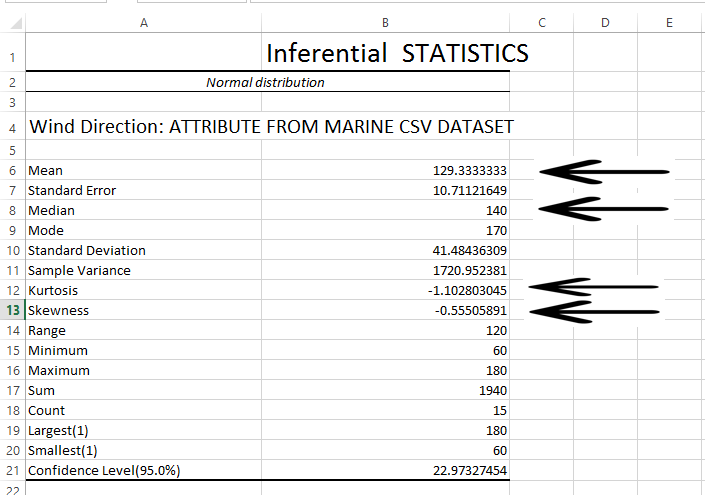 A B C D E
1 Inferential STATISTICS
2 Normal distribution
3
4 Wind Direction: ATTRIBUTE FROM MARINE CSV DATASET
5
6 Mean 129.3333333
7 Standard Error 10.71121649
8 Median 140
9 Mode 170
10 Standard Deviation 41.48436309
11 Sample Variance 1720.952381
12 Kurtosis -1.102803045
13 Skewness -0.55505891
14 Range 120
15 Minimum 60
16 Maximum 180
17 Sum 1940
18 Count 15
19 Largest(1) 180
20 Smallest(1) 60
21 Confidence Level(95.0%) 22.97327454
22